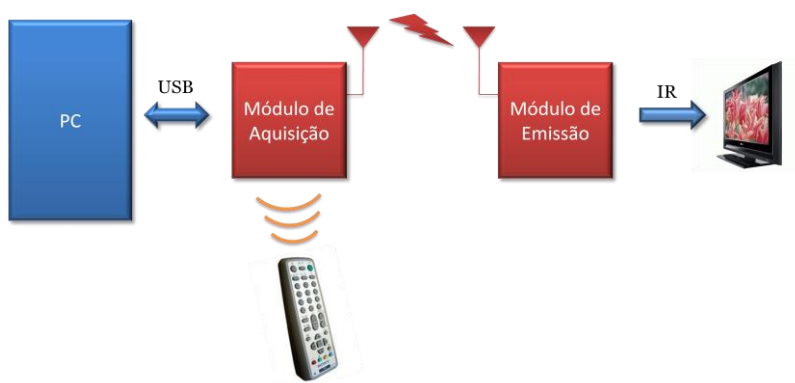 PC
USB
Módulo de
Aquisição
Módulo de
Emissão
IR